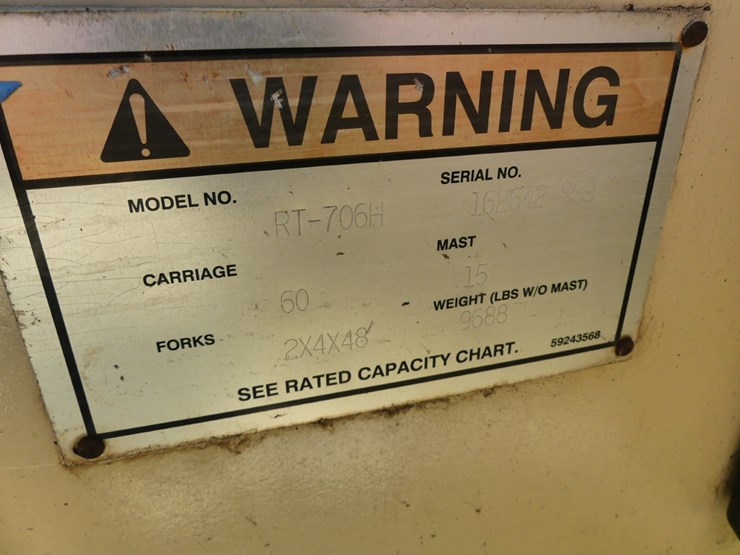 WARNING
MODEL NO. RT-706H
SERIAL NO.
CARRIAGE 60
MAST 15
FORKS 2X4X48
WEIGHT (LBS W/O MAST) 9688
SEE RATED CAPACITY CHART.
59243568